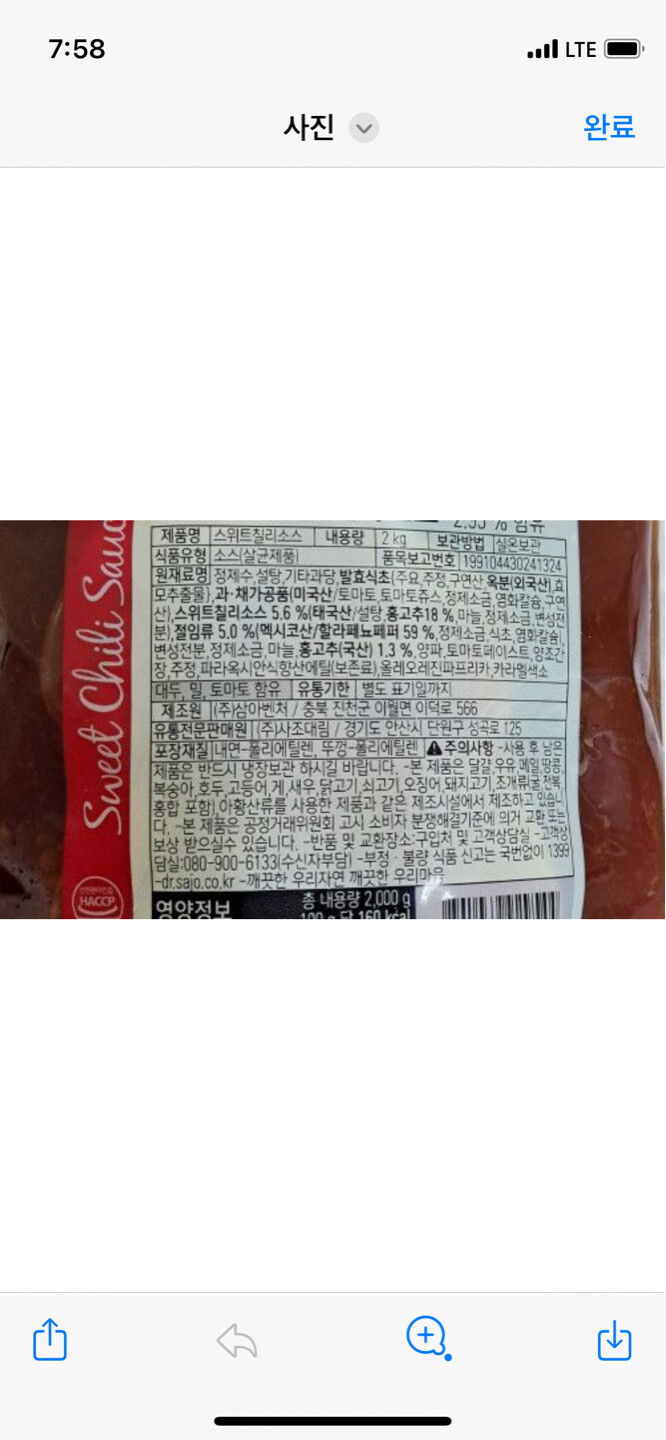 7:58
LTE
사진
완료
Sweet Chili Sauc
HACCP
제품명 스위트칠리소스 내용량 2 kg 보관방법 실온보관
식품유형 소스(살균제품) 품목보고번호 199104430241324
원재료명 정제수,설탕,기타과당,발효식초{주요,주정,구연산,옥분(외국산),효
모추출물},과·채가공품(미국산/토마토,토마토쥬스,정제소금,염화칼슘,구연
산),스위트칠리소스 5.6 %(태국산/설탕,홍고추18 %,마늘,정제소금,변성전
분),절임류 5.0 %(멕시코산/할라페뇨페퍼 59 %,정제소금,식초,염화칼슘),
변성전분,정제소금,마늘,홍고추(국산) 1.3 %,양파,토마토페이스트,양조간
장,주정,파라옥시안식향산에틸(보존료),올레오레진파프리카,카라멜색소
대두, 밀, 토마토 함유 유통기한 별도 표기일까지
제조원 (주)삼아벤처 / 충북 진천군 이월면 이덕로 566
유통전문판매원 (주)사조대림 / 경기도 안산시 단원구 성곡로 125
포장재질 내면-폴리에틸렌, 뚜껑-폴리에틸렌 주의사항 -사용 후 남은
제품은 반드시 냉장보관 하시길 바랍니다. -본 제품은 달걀,우유,메밀,땅콩,
복숭아,호두,고등어,게,새우,닭고기,쇠고기,오징어,돼지고기,조개류(굴,전복,
홍합 포함),아황산류를 사용한 제품과 같은 제조시설에서 제조하고 있습니
다. -본 제품은 공정거래위원회 고시 소비자 분쟁해결기준에 의거 교환 또는
보상 받으실수 있습니다. -반품 및 교환장소:구입처 및 고객상담실 -고객상
담실:080-900-6133(수신자부담) -부정·불량 식품 신고는 국번없이 1399
-dr.sajo.co.kr -깨끗한 우리자연 깨끗한 우리마음
영양정보 총 내용량 2,000 g
100 g 당 160 kcal